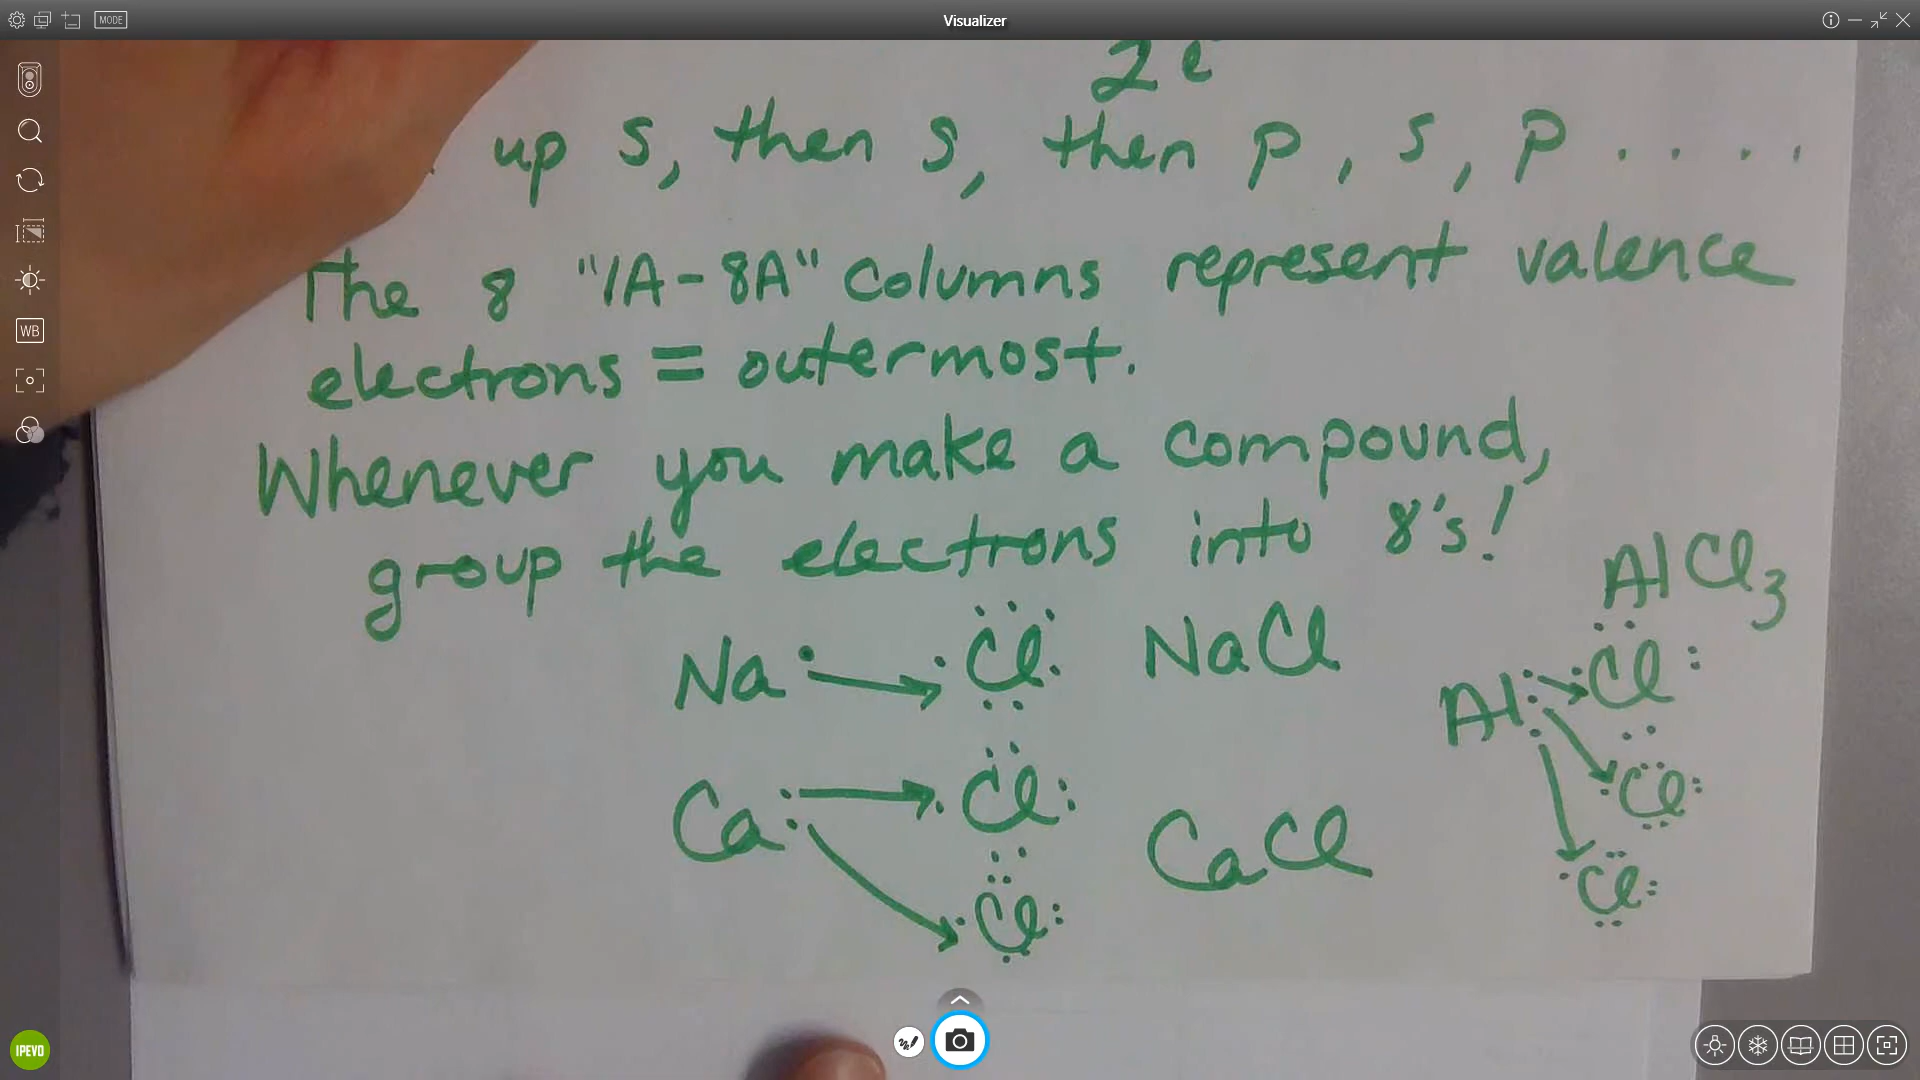 MODE
Visualizer
2 e
up s, then s, then p, s, p . . . .
The 8 "1A-8A" columns represent valence
electrons = outermost.
Whenever you make a compound,
group the electrons into 8's!
AlCl3
Na Cl NaCl
Al Cl
Ca Cl CaCl
Cl
Cl
Cl
WB
IPEVO